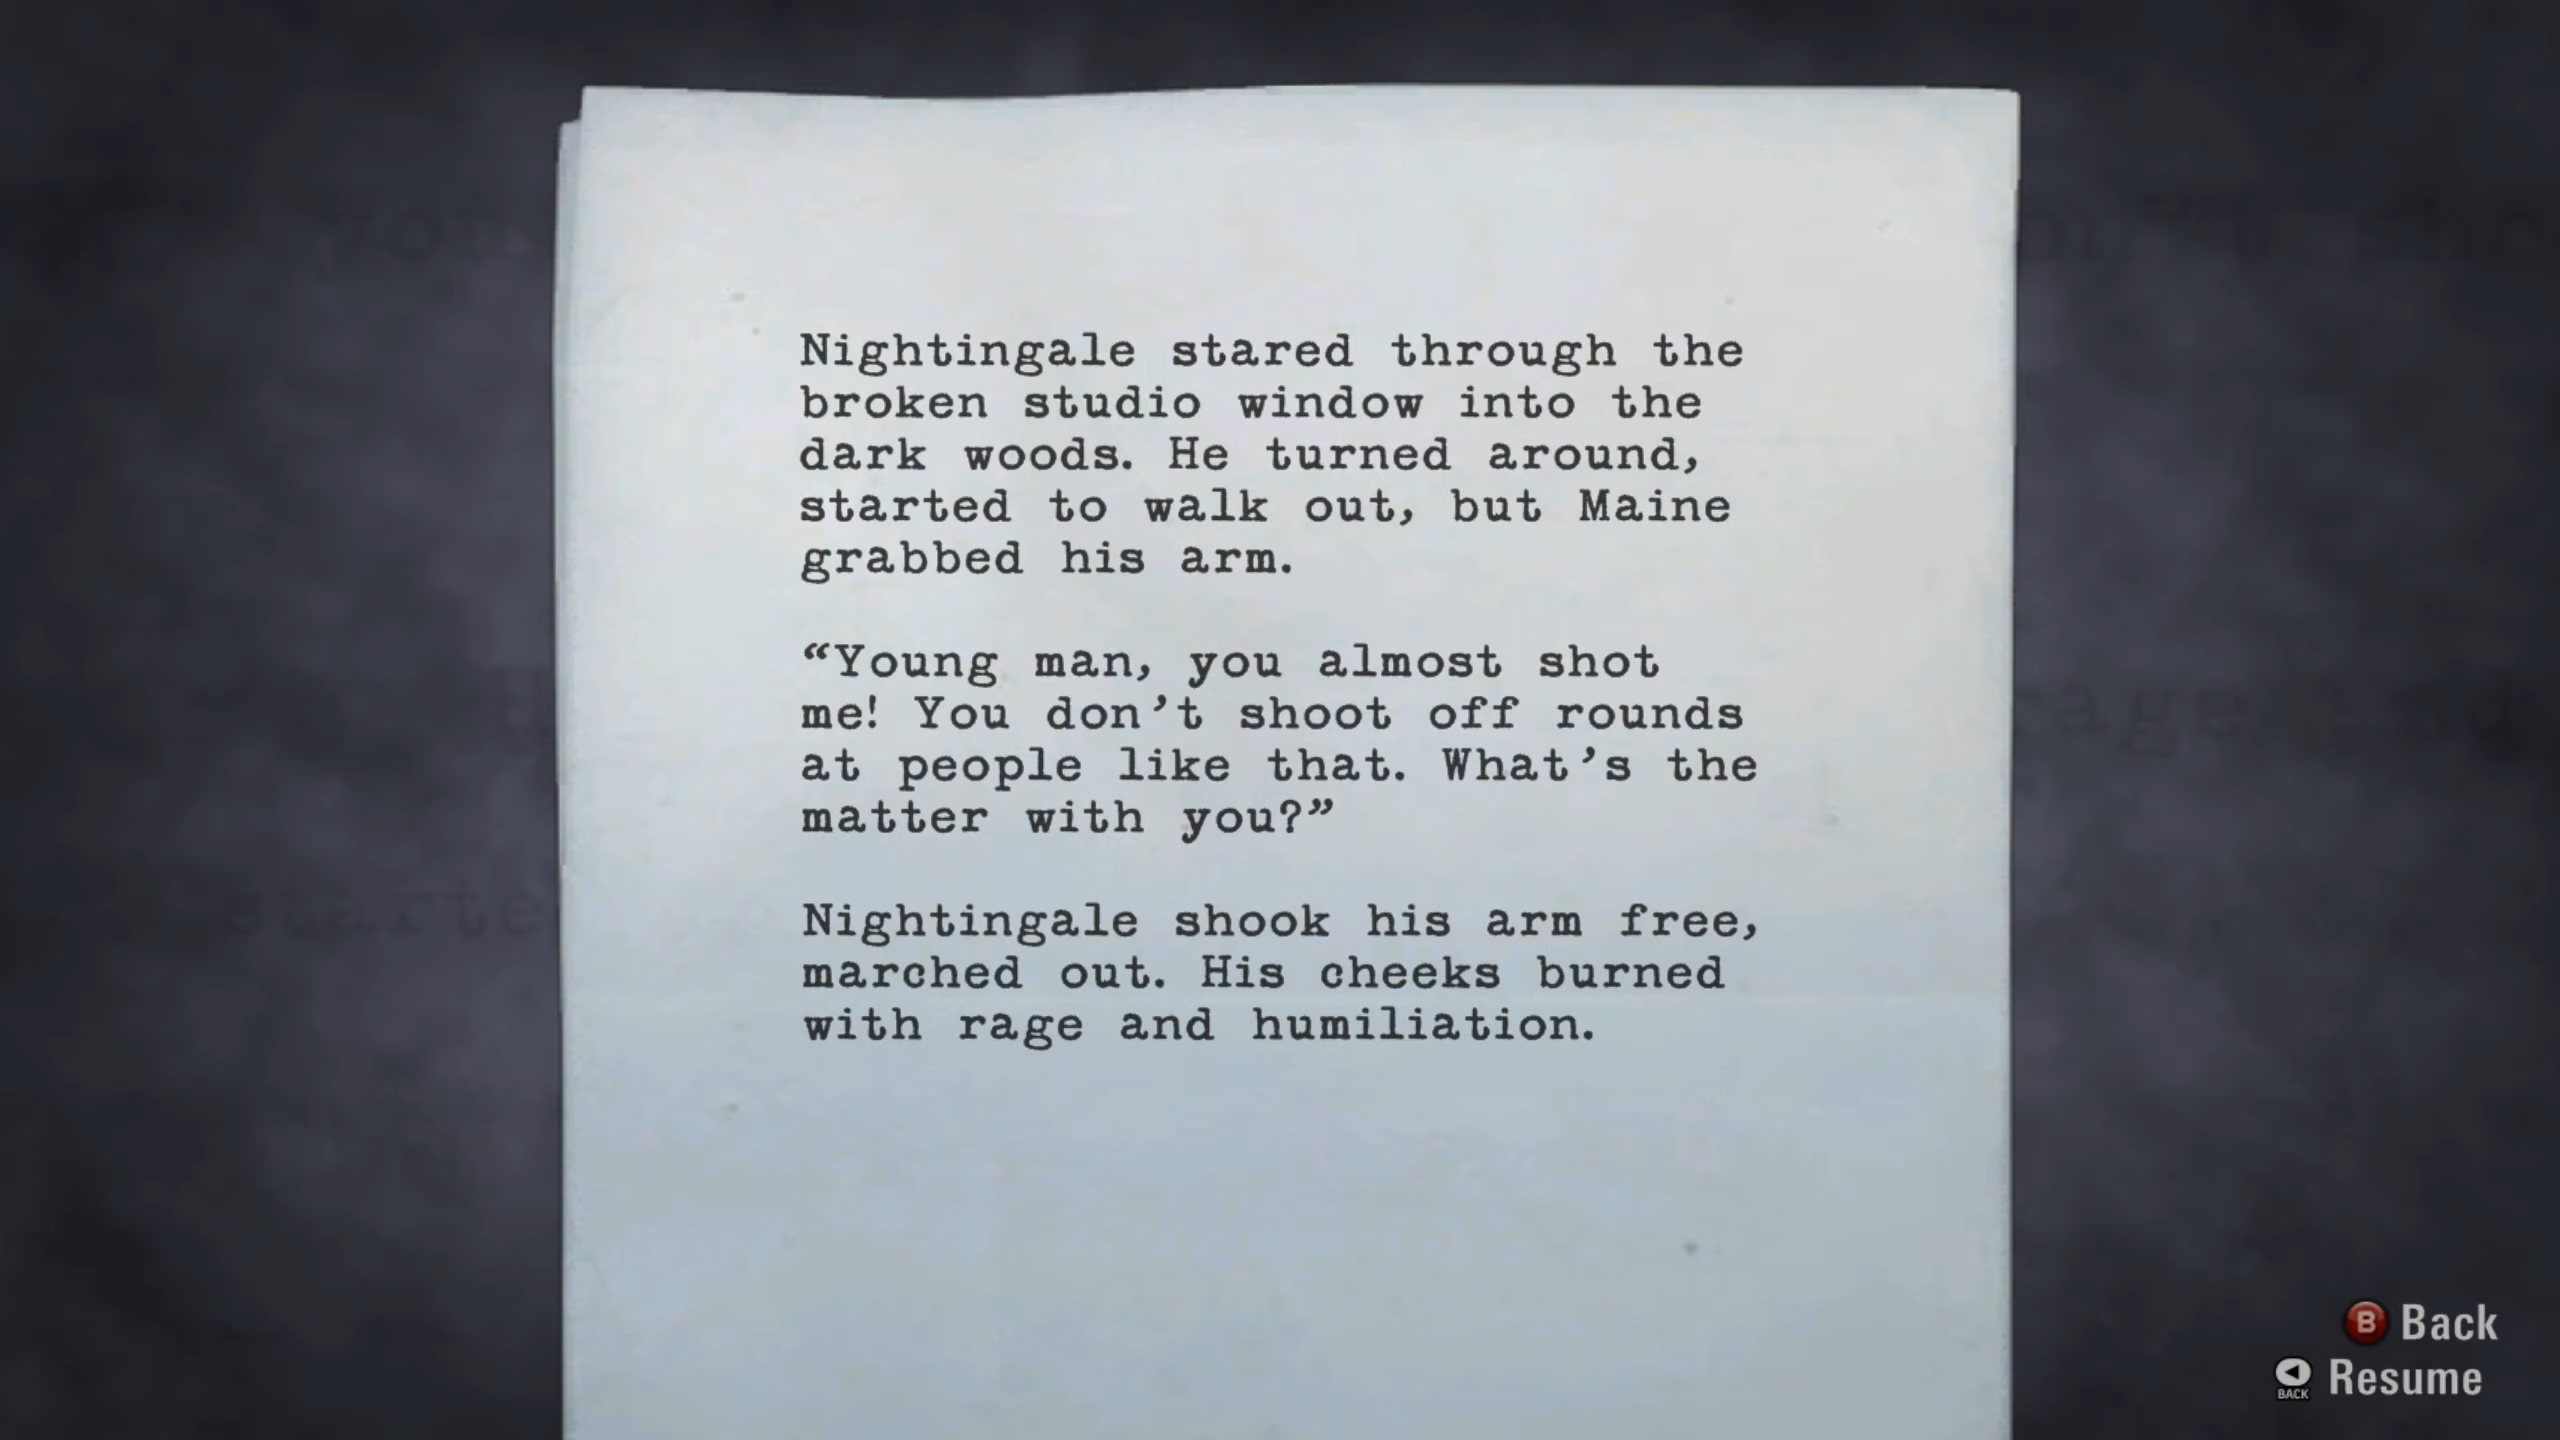 Nightingale stared through the
broken studio window into the
dark woods. He turned around,
started to walk out, but Maine
grabbed his arm.
“Young man, you almost shot
me! You don’t shoot off rounds
at people like that. What’s the
matter with you?”
Nightingale shook his arm free,
marched out. His cheeks burned
with rage and humiliation.
B Back
BACK Resume